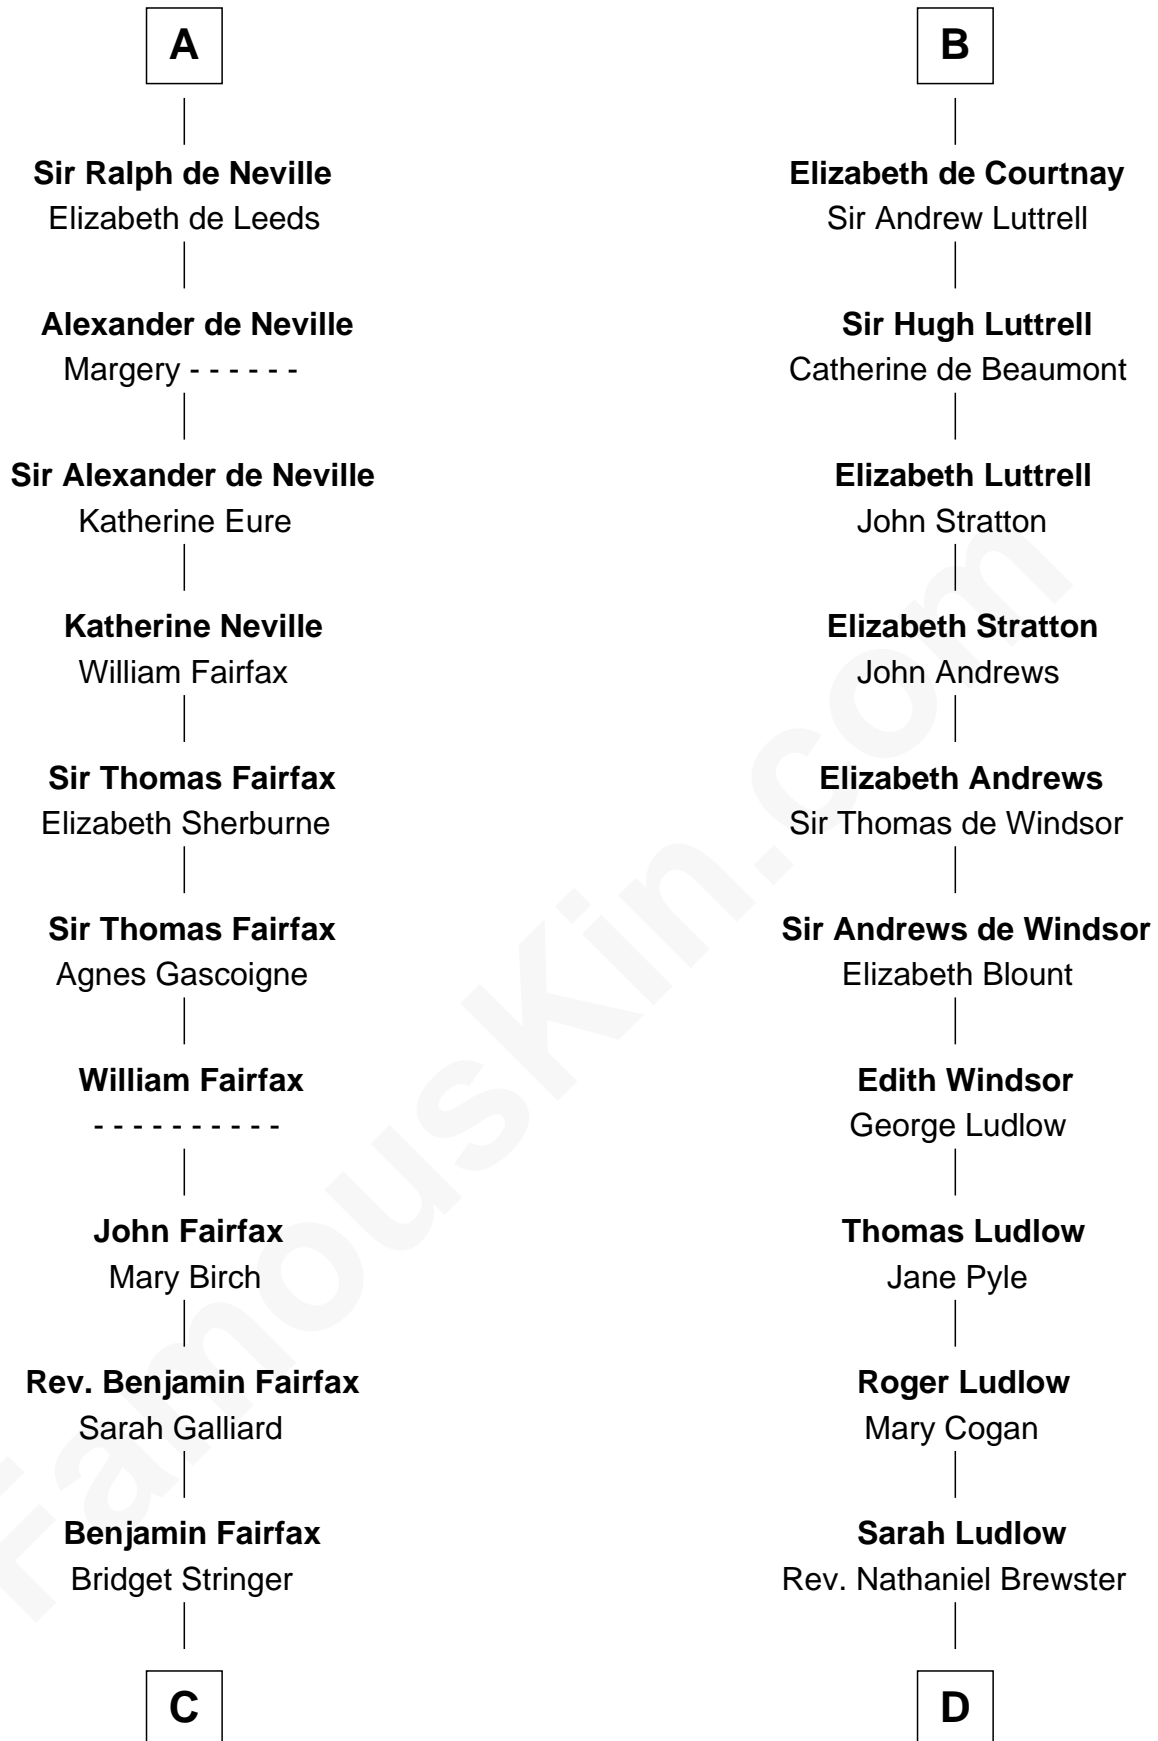 A
Sir Ralph de Neville
Elizabeth de Leeds
Alexander de Neville
Margery - - - - - -
Sir Alexander de Neville
Katherine Eure
Katherine Neville
William Fairfax
Sir Thomas Fairfax
Elizabeth Sherburne
Sir Thomas Fairfax
Agnes Gascoigne
William Fairfax
- - - - - - - - - -
John Fairfax
Mary Birch
Rev. Benjamin Fairfax
Sarah Galliard
Benjamin Fairfax
Bridget Stringer
C
B
Elizabeth de Courtnay
Sir Andrew Luttrell
Sir Hugh Luttrell
Catherine de Beaumont
Elizabeth Luttrell
John Stratton
Elizabeth Stratton
John Andrews
Elizabeth Andrews
Sir Thomas de Windsor
Sir Andrews de Windsor
Elizabeth Blount
Edith Windsor
George Ludlow
Thomas Ludlow
Jane Pyle
Roger Ludlow
Mary Cogan
Sarah Ludlow
Rev. Nathaniel Brewster
D
FamousKin.com